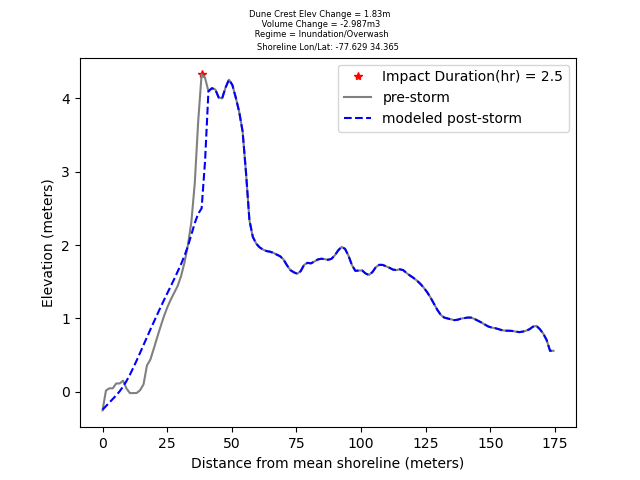 Dune Crest Elev Change = 1.83m
Volume Change = -2.987m3
Regime = Inundation/Overwash
Shoreline Lon/Lat: -77.629 34.365
Impact Duration(hr) = 2.5
pre-storm
modeled post-storm
4
3
2
1
0
Elevation (meters)
0 25 50 75 100 125 150 175
Distance from mean shoreline (meters)